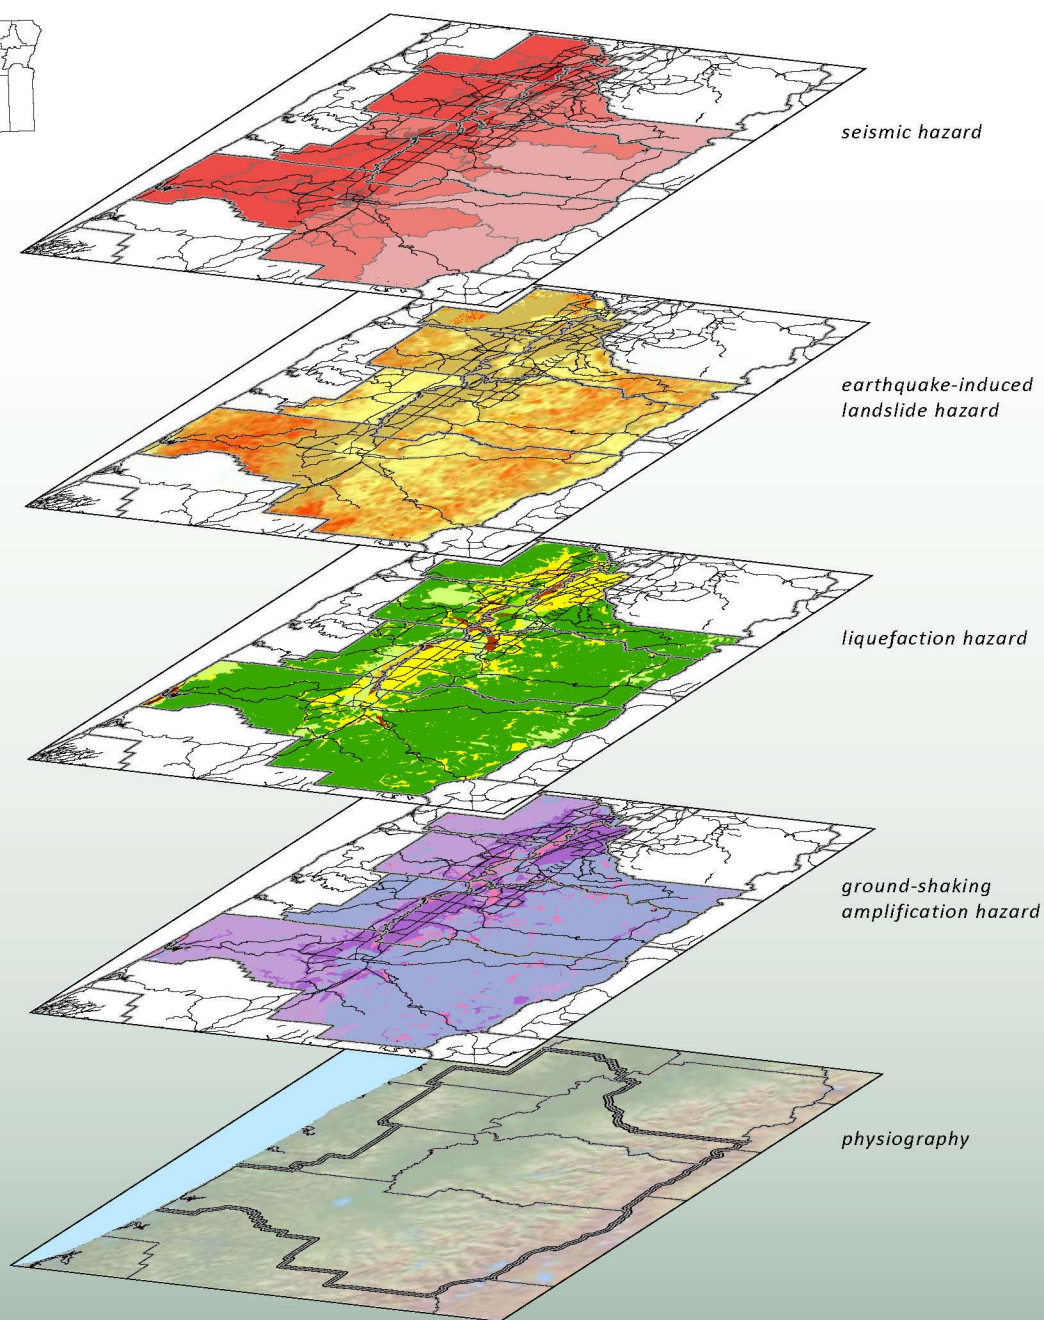 seismic hazard
earthquake-induced
landslide hazard
liquefaction hazard
ground-shaking
amplification hazard
physiography